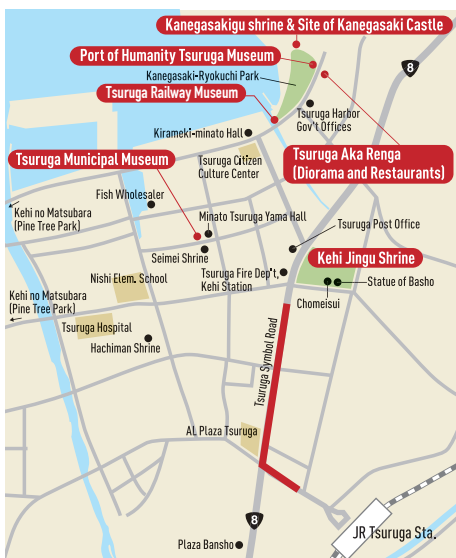 Kanegasakigu shrine & Site of Kanegasaki Castle
Port of Humanity Tsuruga Museum
8
Kanegasaki-Ryokuchi Park
Tsuruga Railway Museum
Tsuruga Harbor
Gov't Offices
Kirameki-minato Hall
Tsuruga Citizen
Culture Center
Tsuruga Aka Renga
(Diorama and Restaurants)
Tsuruga Municipal Museum
Fish Wholesaler
Kehi no Matsubara
(Pine Tree Park)
Minato Tsuruga Yama Hall
Tsuruga Post Office
Seimei Shrine
Kehi Jingu Shrine
Nishi Elem. School
Tsuruga Fire Dep't,
Kehi Station
Statue of Basho
Chomeisui
Kehi no Matsubara
(Pine Tree Park)
Tsuruga Hospital
Hachiman Shrine
Tsuruga Symbol Road
AL Plaza Tsuruga
8
JR Tsuruga Sta.
Plaza Bansho